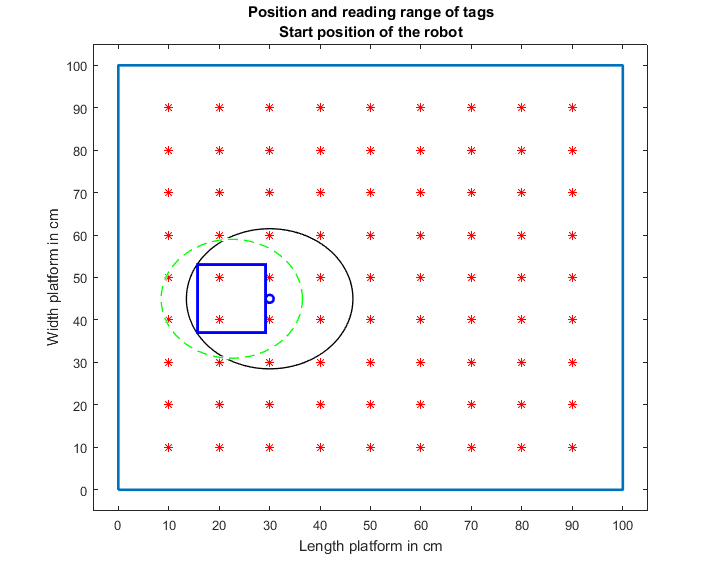 Position and reading range of tags
Start position of the robot
100
90
80
70
60
50
40
30
20
10
0
Width platform in cm
0 10 20 30 40 50 60 70 80 90 100
Length platform in cm